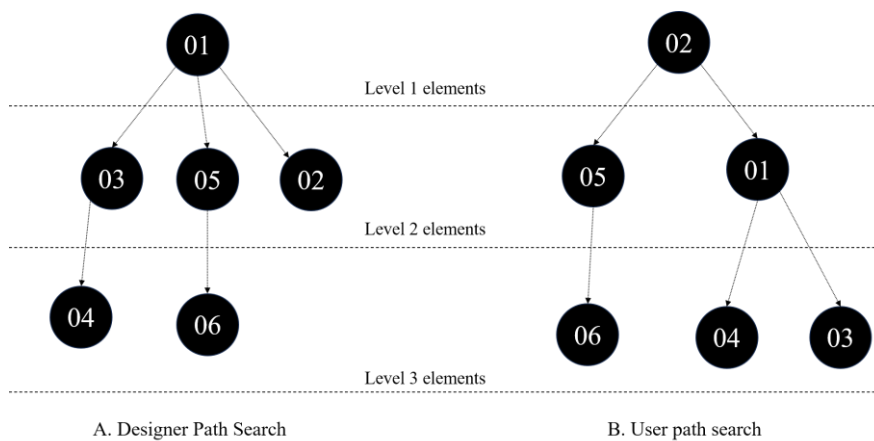 01
02
Level 1 elements
03 05 02
05 01
Level 2 elements
04 06
06 04 03
Level 3 elements
A. Designer Path Search
B. User path search